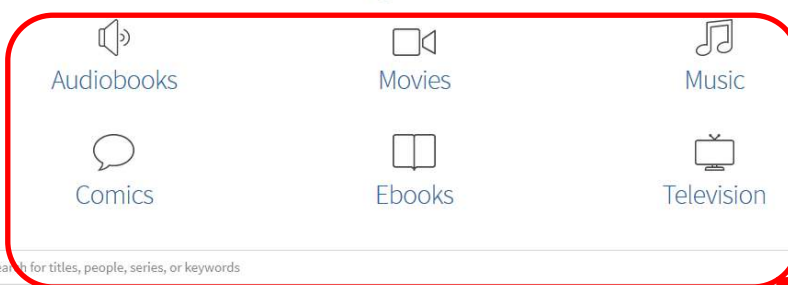 Audiobooks Movies Music
Comics Ebooks Television
for titles, people, series, or keywords